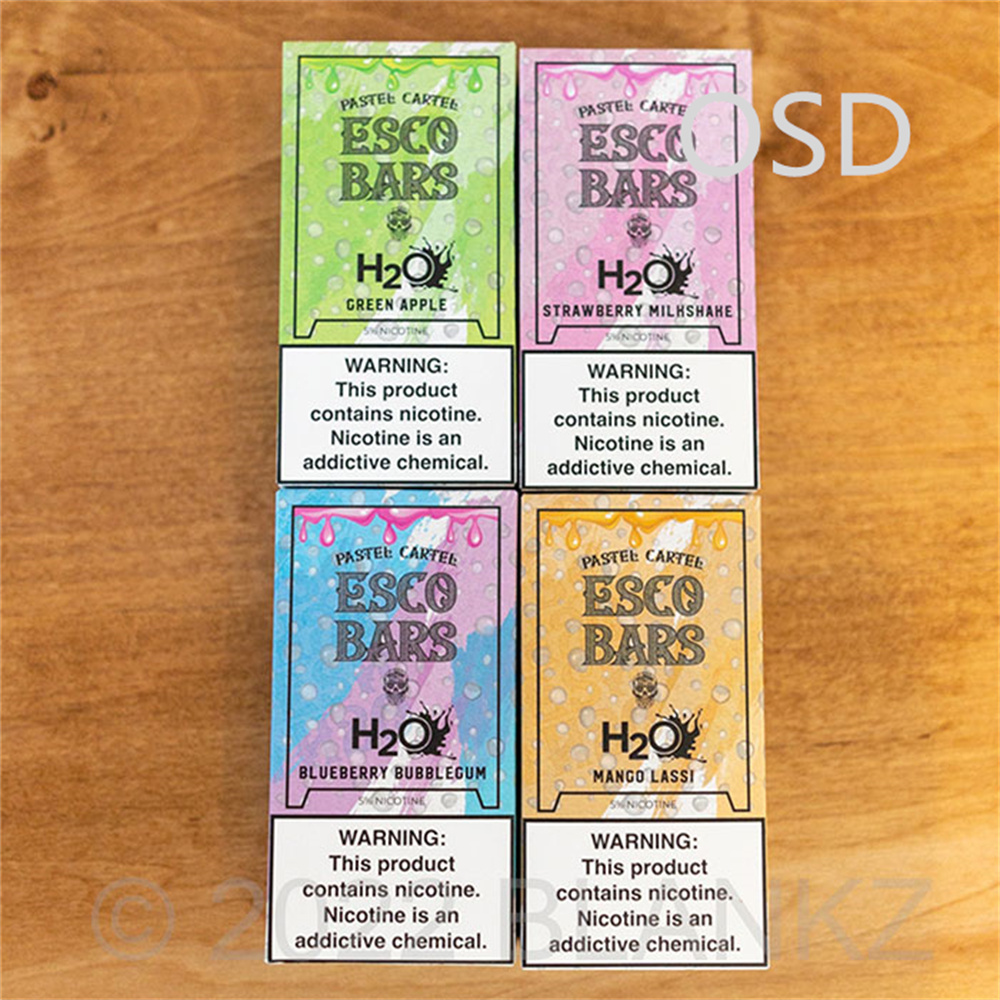 PASTEL CARTEL
ESCO
BARS
H2O
GREEN APPLE
5% NICOTINE
WARNING:
This product
contains nicotine.
Nicotine is an
addictive chemical.
PASTEL CARTEL
ESCO
BARS
H2O
STRAWBERRY MILKSHAKE
5% NICOTINE
WARNING:
This product
contains nicotine.
Nicotine is an
addictive chemical.
OSD
PASTEL CARTEL
ESCO
BARS
H2O
BLUEBERRY BUBBLEGUM
5% NICOTINE
WARNING:
This product
contains nicotine.
Nicotine is an
addictive chemical.
PASTEL CARTEL
ESCO
BARS
H2O
MANGO LASSI
5% NICOTINE
WARNING:
This product
contains nicotine.
Nicotine is an
addictive chemical.
© 2022 BLANKZ